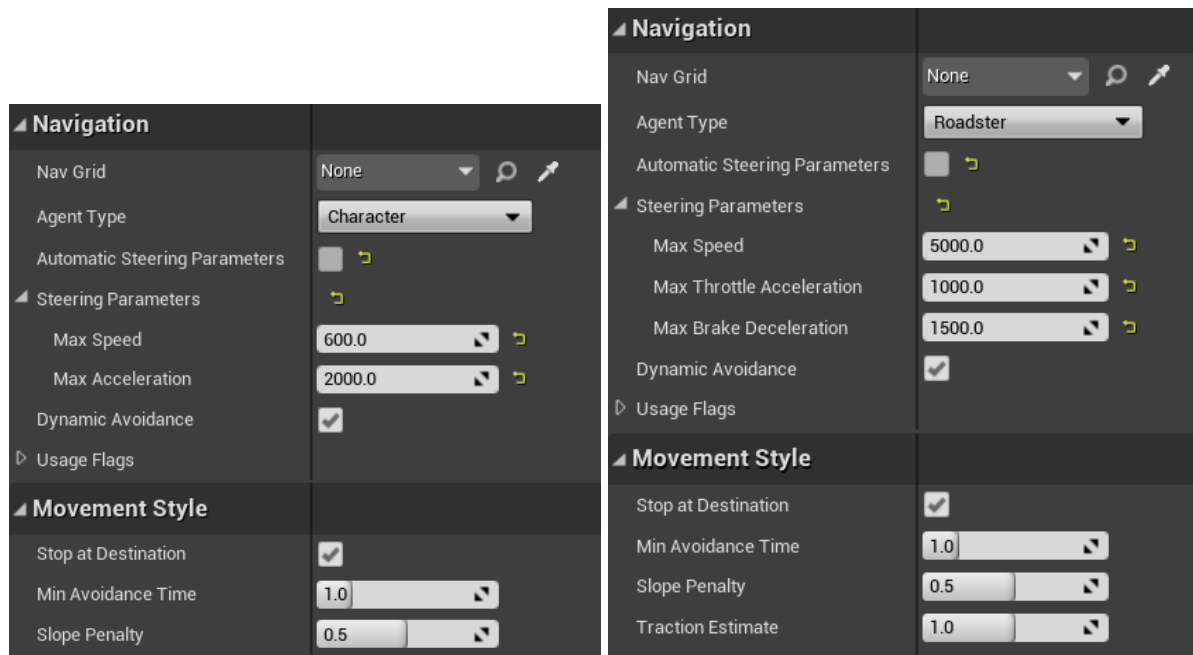 Navigation
Nav Grid None
Agent Type Character
Automatic Steering Parameters
Steering Parameters
Max Speed 600.0
Max Acceleration 2000.0
Dynamic Avoidance
Usage Flags
Movement Style
Stop at Destination
Min Avoidance Time 1.0
Slope Penalty 0.5
Navigation
Nav Grid None
Agent Type Roadster
Automatic Steering Parameters
Steering Parameters
Max Speed 5000.0
Max Throttle Acceleration 1000.0
Max Brake Deceleration 1500.0
Dynamic Avoidance
Usage Flags
Movement Style
Stop at Destination
Min Avoidance Time 1.0
Slope Penalty 0.5
Traction Estimate 1.0